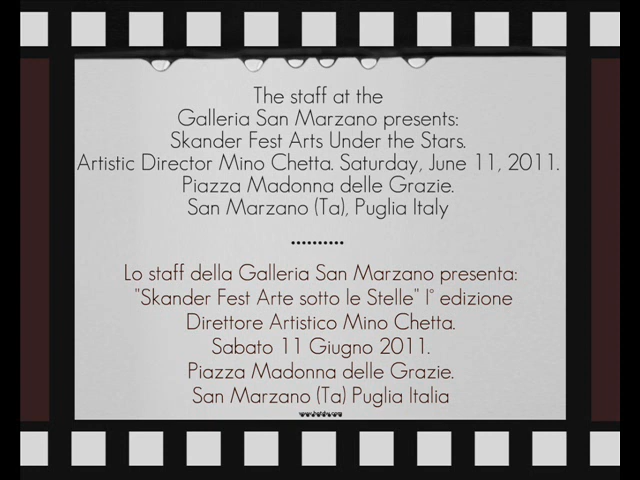 The staff at the
Galleria San Marzano presents:
Skander Fest Arts Under the Stars.
Artistic Director Mino Chetta. Saturday, June 11, 2011.
Piazza Madonna delle Grazie.
San Marzano (Ta), Puglia Italy
..........
Lo staff della Galleria San Marzano presenta:
"Skander Fest Arte sotto le Stelle" I° edizione
Direttore Artistico Mino Chetta.
Sabato 11 Giugno 2011.
Piazza Madonna delle Grazie.
San Marzano (Ta) Puglia Italia